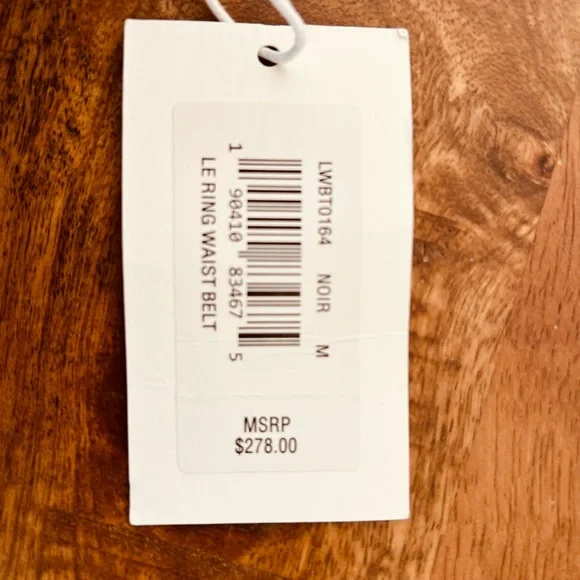 LWBT0164 NOIR M
1 90410 83467 5
LE RING WAIST BELT
MSRP
$278.00